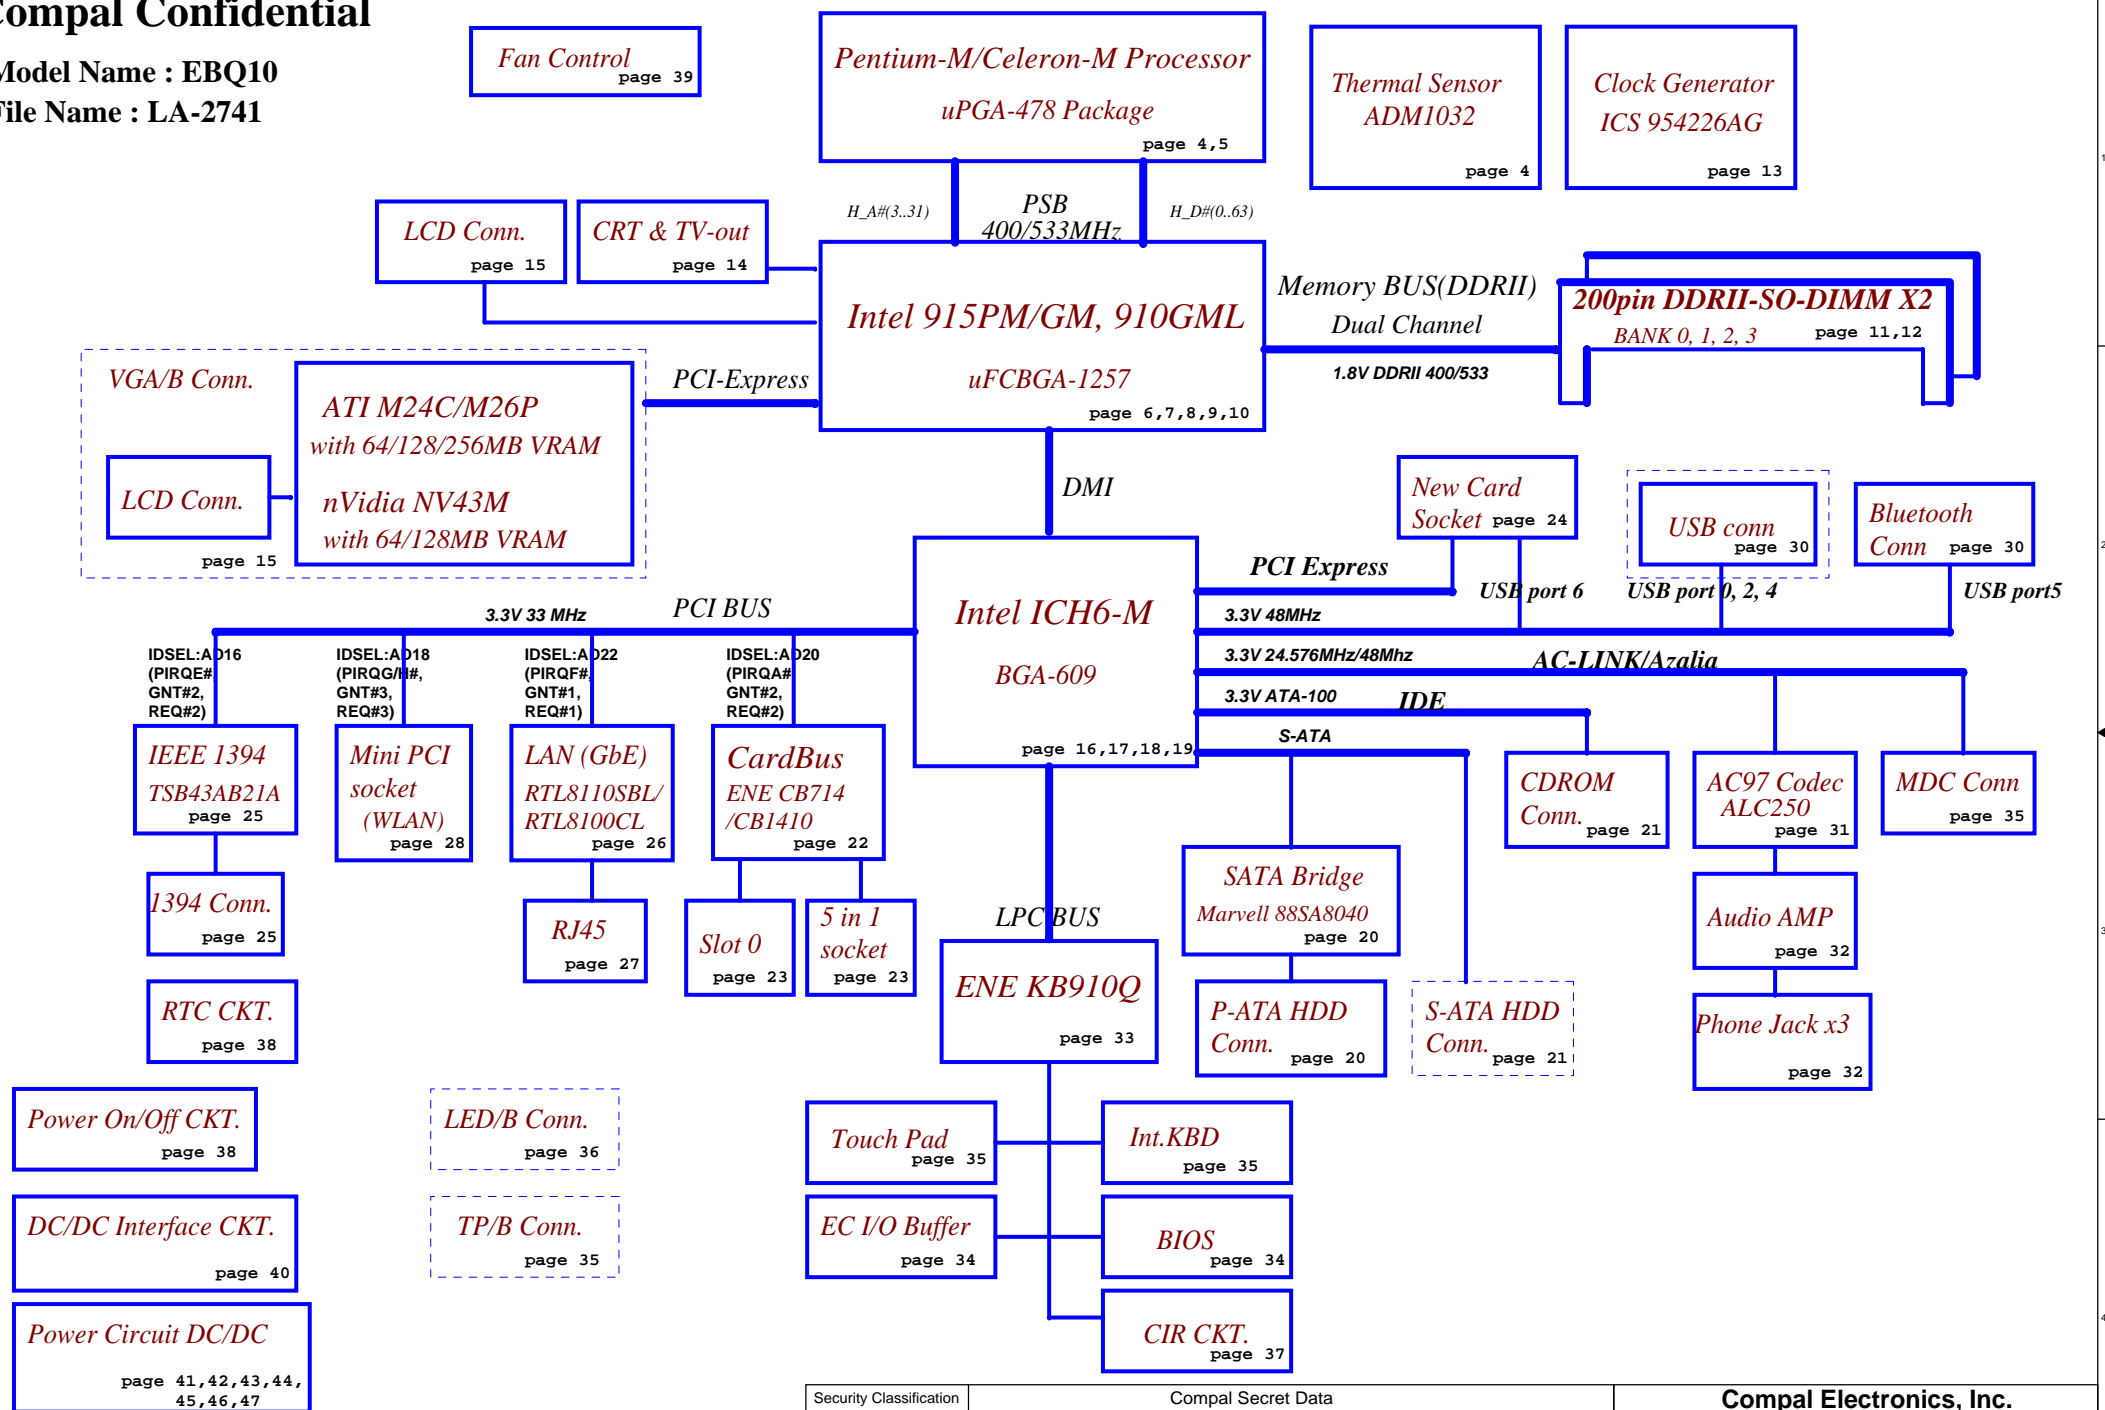 Compal Confidential
Model Name : EBQ10
File Name : LA-2741
Fan Control
page 39
Pentium-M/Celeron-M Processor
uPGA-478 Package
page 4,5
Thermal Sensor
ADM1032
page 4
Clock Generator
ICS 954226AG
page 13
1
H_A#(3..31)
PSB
400/533MHz
H_D#(0..63)
LCD Conn.
page 15
CRT & TV-out
page 14
Intel 915PM/GM, 910GML
uFCBGA-1257
page 6,7,8,9,10
Memory BUS(DDRII)
Dual Channel
1.8V DDRII 400/533
200pin DDRII-SO-DIMM X2
BANK 0, 1, 2, 3
page 11,12
VGA/B Conn.
ATI M24C/M26P
with 64/128/256MB VRAM
nVidia NV43M
with 64/128MB VRAM
LCD Conn.
page 15
PCI-Express
DMI
New Card
Socket page 24
USB conn
page 30
Bluetooth
Conn page 30
2
PCI Express
USB port 6
USB port 0, 2, 4
USB port5
Intel ICH6-M
BGA-609
page 16,17,18,19
3.3V 33 MHz
PCI BUS
3.3V 48MHz
3.3V 24.576MHz/48Mhz
AC-LINK/Azalia
3.3V ATA-100
IDE
S-ATA
IDSEL:AD16
(PIRQE#,
GNT#2,
REQ#2)
IDSEL:AD18
(PIRQG/H#,
GNT#3,
REQ#3)
IDSEL:AD22
(PIRQF#,
GNT#1,
REQ#1)
IDSEL:AD20
(PIRQA#
GNT#2,
REQ#2)
IEEE 1394
TSB43AB21A
page 25
Mini PCI
socket
(WLAN)
page 28
LAN (GbE)
RTL8110SBL/
RTL8100CL
page 26
CardBus
ENE CB714
/CB1410
page 22
CDROM
Conn.
page 21
AC97 Codec
ALC250
page 31
MDC Conn
page 35
1394 Conn.
page 25
RJ45
page 27
Slot 0
page 23
5 in 1
socket
page 23
LPC BUS
SATA Bridge
Marvell 88SA8040
page 20
Audio AMP
page 32
3
ENE KB910Q
page 33
P-ATA HDD
Conn.
page 20
S-ATA HDD
Conn.
page 21
Phone Jack x3
page 32
RTC CKT.
page 38
Power On/Off CKT.
page 38
LED/B Conn.
page 36
Touch Pad
page 35
Int.KBD
page 35
DC/DC Interface CKT.
page 40
TP/B Conn.
page 35
EC I/O Buffer
page 34
BIOS
page 34
Power Circuit DC/DC
page 41,42,43,44,
45,46,47
CIR CKT.
page 37
4
Security Classification
Compal Secret Data
Compal Electronics, Inc.